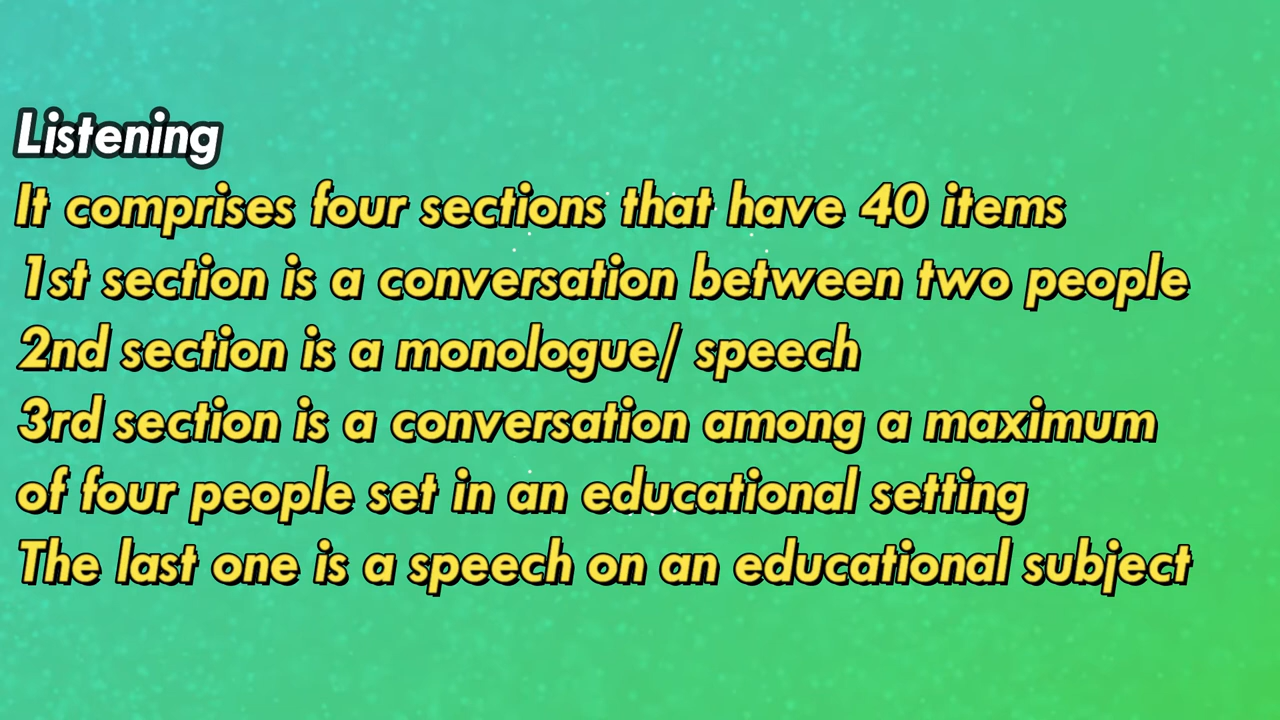 Listening
It comprises four sections that have 40 items
1st section is a conversation between two people
2nd section is a monologue/ speech
3rd section is a conversation among a maximum
of four people set in an educational setting
The last one is a speech on an educational subject